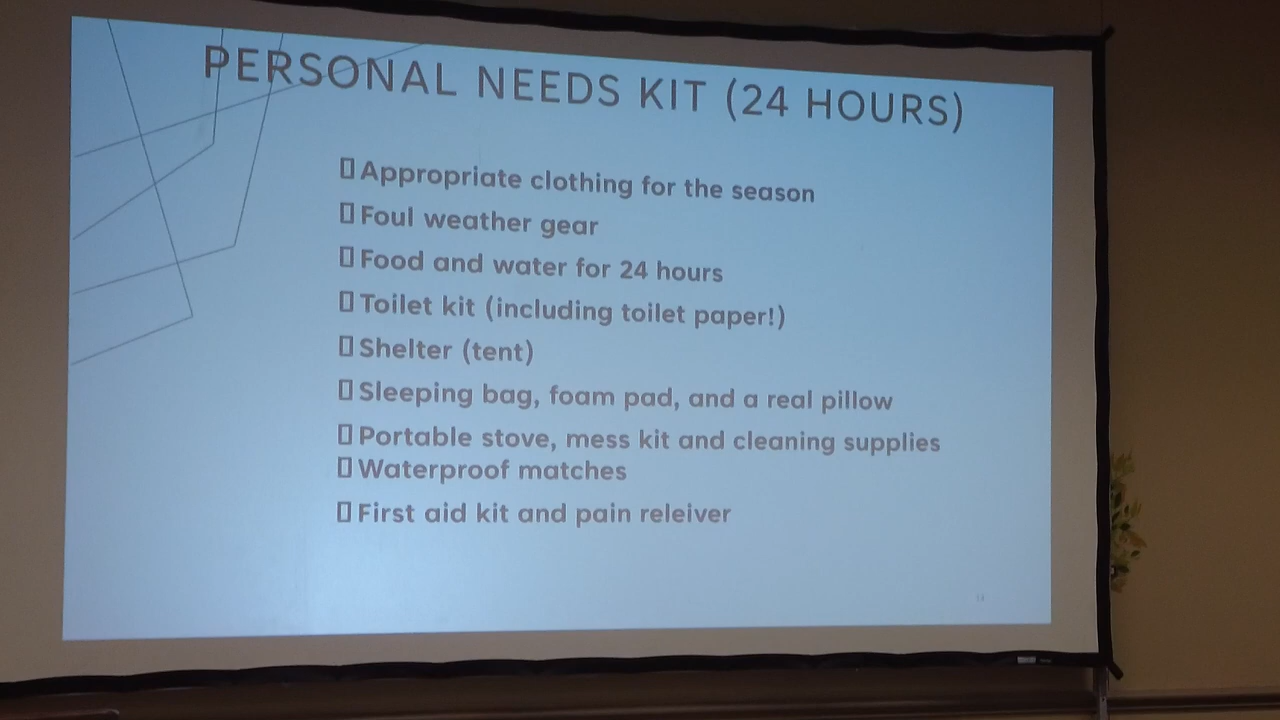 PERSONAL NEEDS KIT (24 HOURS)
▯Appropriate clothing for the season
▯Foul weather gear
▯Food and water for 24 hours
▯Toilet kit (including toilet paper!)
▯Shelter (tent)
▯Sleeping bag, foam pad, and a real pillow
▯Portable stove, mess kit and cleaning supplies
▯Waterproof matches
▯First aid kit and pain releiver